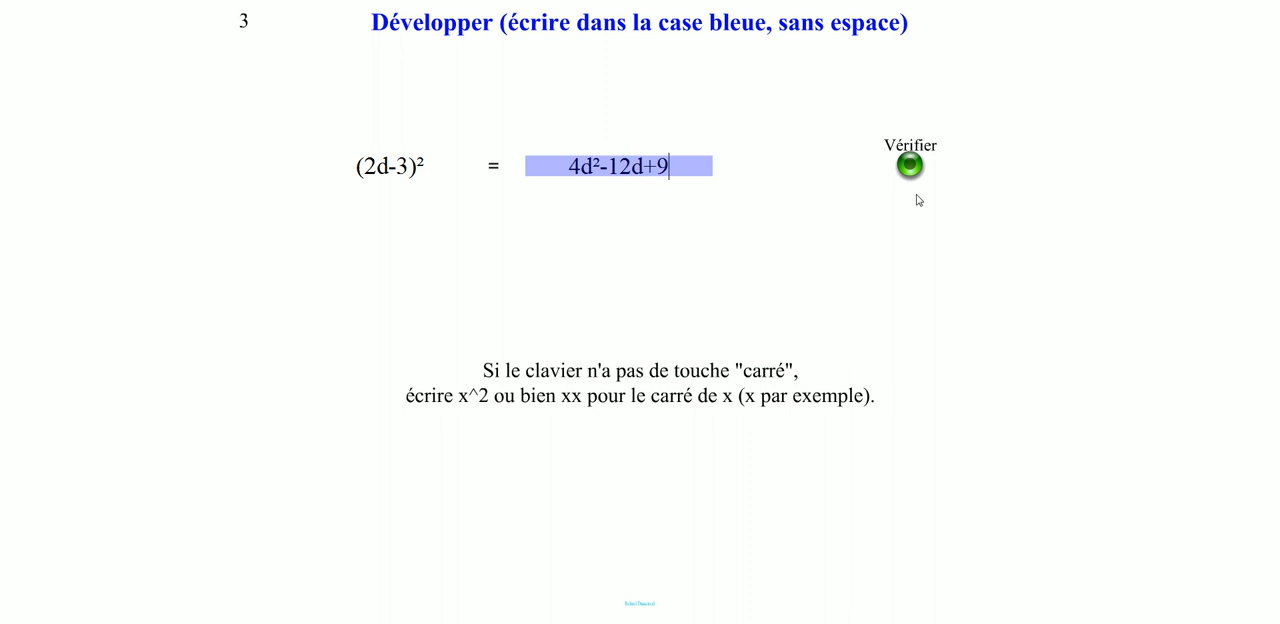 3
Développer (écrire dans la case bleue, sans espace)
Vérifier
(2d-3)² = 4d²-12d+9
Si le clavier n'a pas de touche "carré",
écrire x^2 ou bien xx pour le carré de x (x par exemple).